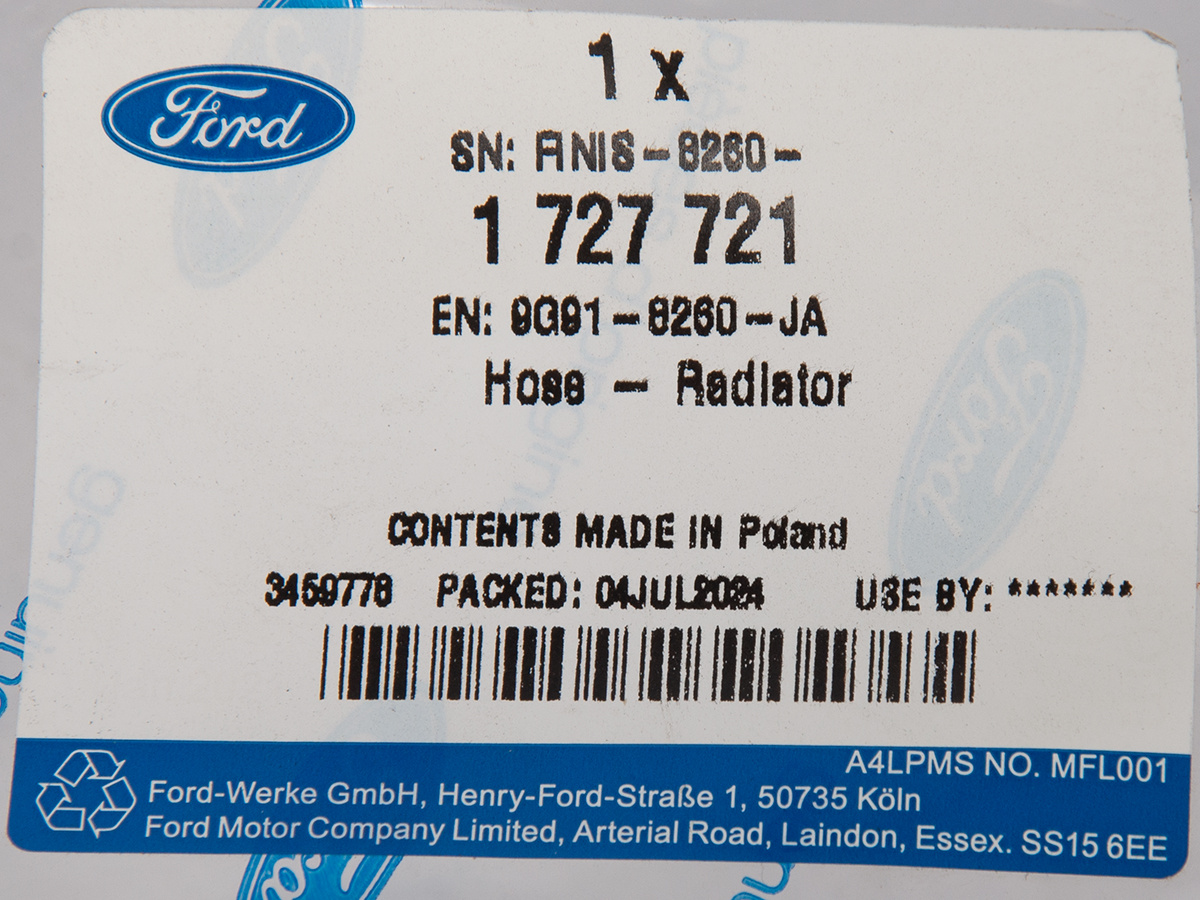 Ford
1 x
SN: FINIS-8260-
1 727 721
EN: 9G91-8260-JA
Hose - Radiator
CONTENTS MADE IN Poland
3459778 PACKED: 04JUL2024 USE BY: *******
A4LPMS NO. MFL001
Ford-Werke GmbH, Henry-Ford-Straße 1, 50735 Köln
Ford Motor Company Limited, Arterial Road, Laindon, Essex. SS15 6EE
Ford